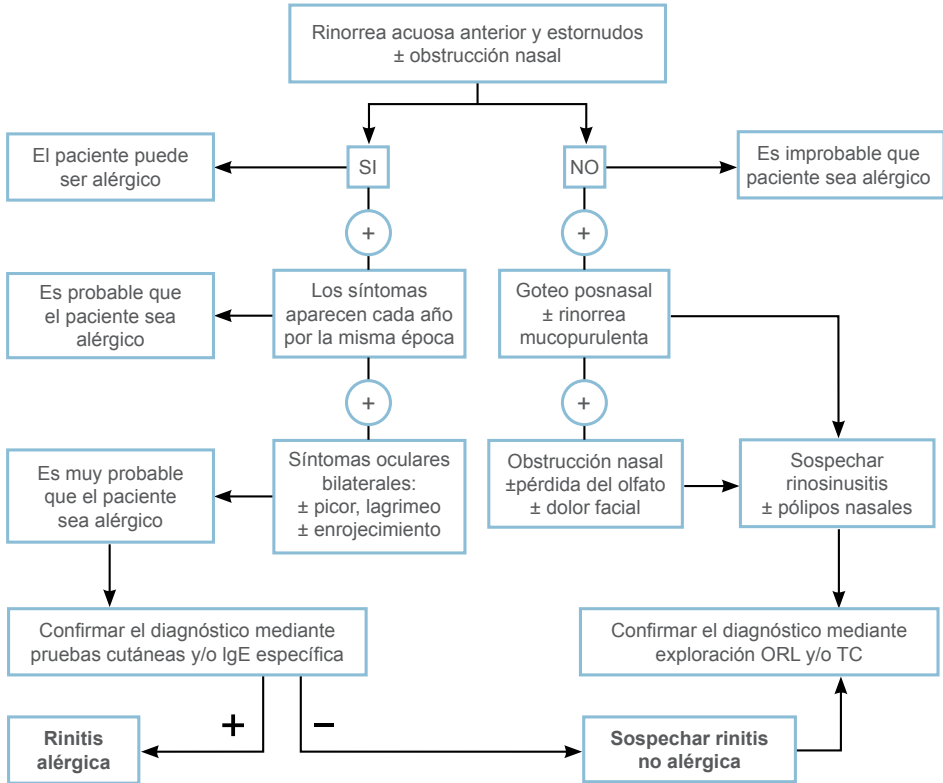 Rinorrea acuosa anterior y estornudos
± obstrucción nasal
El paciente puede
ser alérgico
SI
NO
Es improbable que
paciente sea alérgico
+
+
Es probable que
el paciente sea
alérgico
Los síntomas
aparecen cada año
por la misma época
Goteo posnasal
± rinorrea
mucopurulenta
+
+
Es muy probable
que el paciente
sea alérgico
Síntomas oculares
bilaterales:
± picor, lagrimeo
± enrojecimiento
Obstrucción nasal
±pérdida del olfato
± dolor facial
Sospechar
rinosinusitis
± pólipos nasales
Confirmar el diagnóstico mediante
pruebas cutáneas y/o IgE específica
Confirmar el diagnóstico mediante
exploración ORL y/o TC
+
−
Rinitis
alérgica
Sospechar rinitis
no alérgica